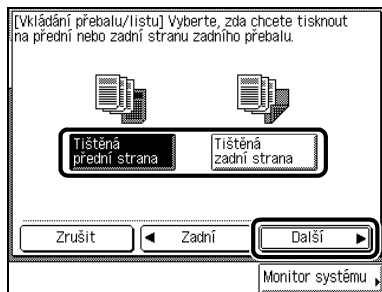 [Vkládání přebalu/listu] Vyberte, zda chcete tisknout
na přední nebo zadní stranu zadního přebalu.
Tištěná
přední strana
Tištěná
zadní strana
Zrušit
Zadní
Další
Monitor systému